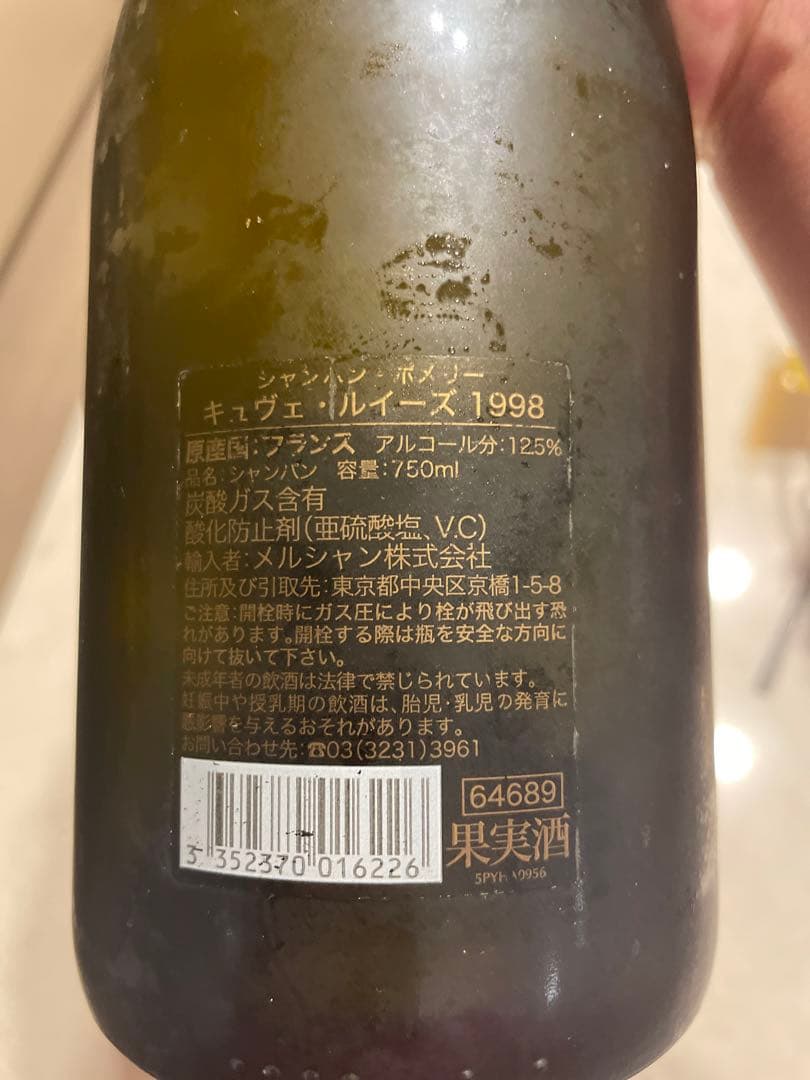 シャンパン・ポメリー
キュヴェ・ルイーズ 1998
原産国:フランス アルコール分:12.5%
品名:シャンパン 容量:750ml
炭酸ガス含有
酸化防止剤(亜硫酸塩、V.C)
輸入者:メルシャン株式会社
住所及び引取先:東京都中央区京橋1-5-8
ご注意:開栓時にガス圧により栓が飛び出す恐
れがあります。開栓する際は瓶を安全な方向に
向けて抜いて下さい。
未成年者の飲酒は法律で禁じられています。
妊娠中や授乳期の飲酒は、胎児・乳児の発育に
悪影響を与えるおそれがあります。
お問い合わせ先:☎03(3231)3961
3 352370 016226
64689
果実酒